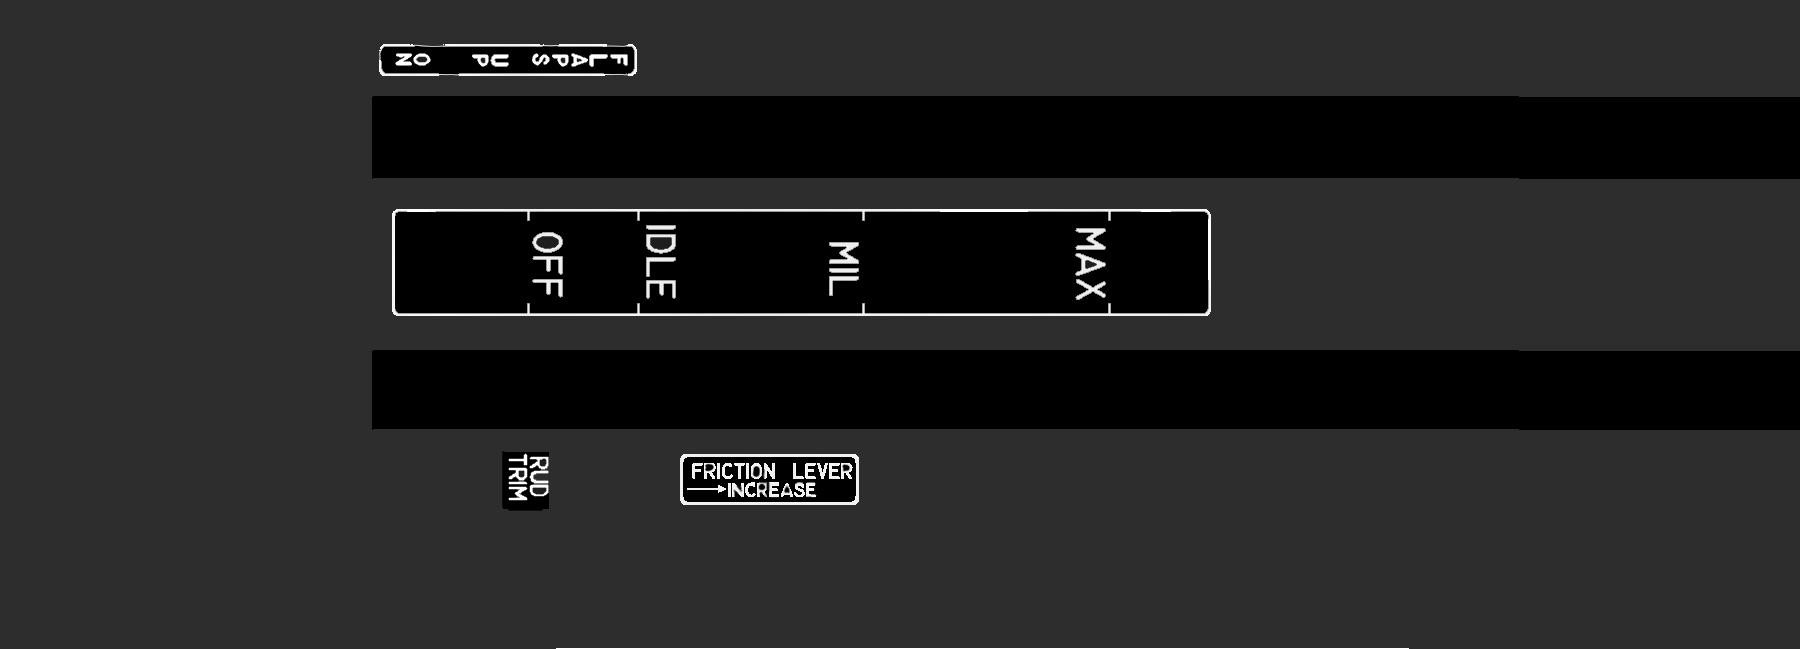 FLAPS UP ON
OFF
IDLE
MIL
MAX
RUD
TRIM
FRICTION LEVER
INCREASE